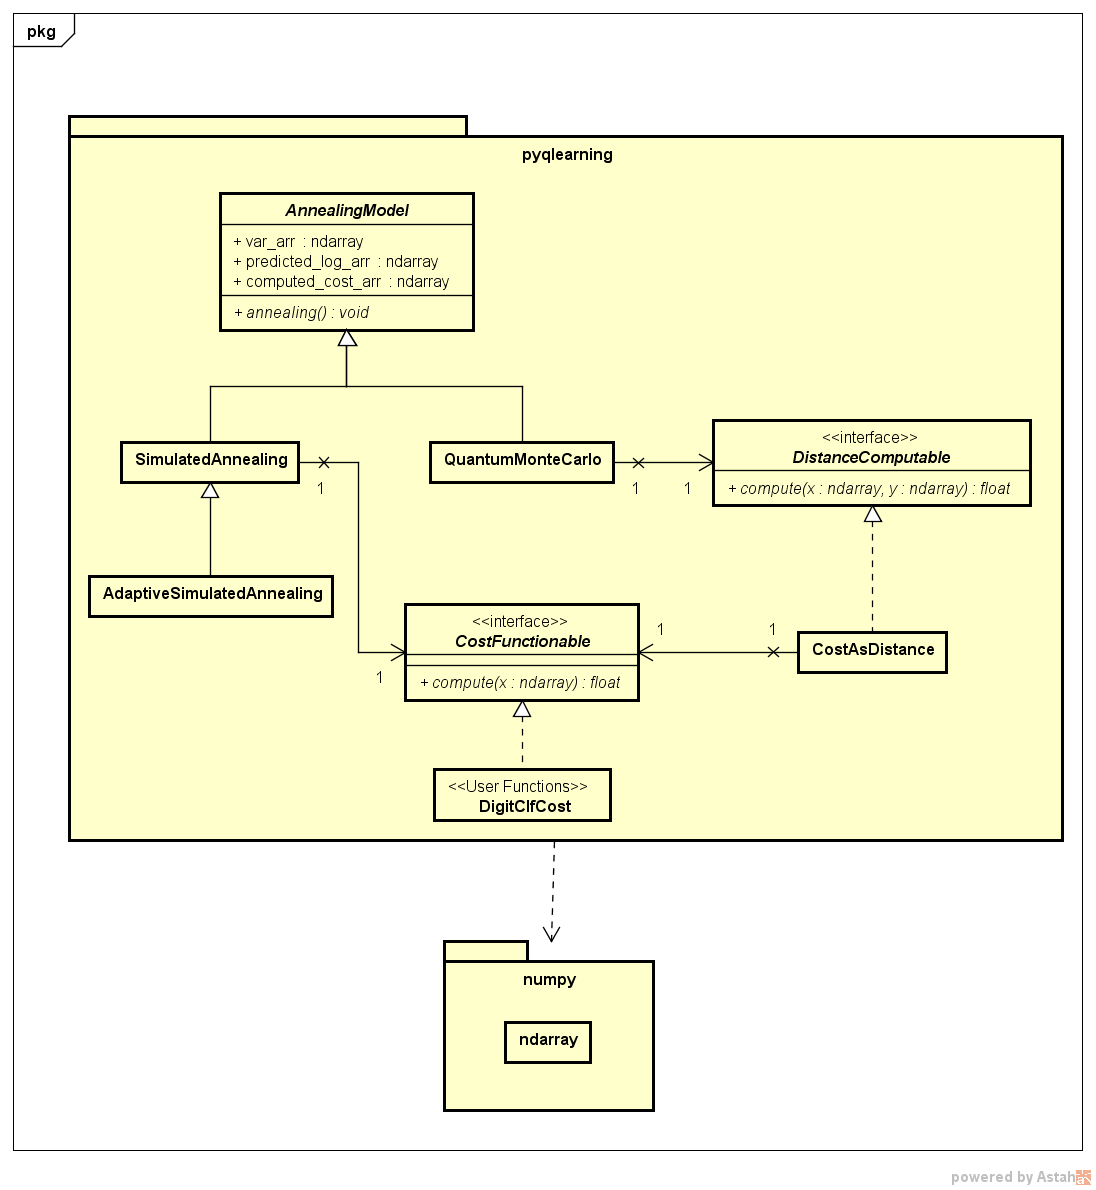 pkg
pyqlearning
AnnealingModel
+ var_arr : ndarray
+ predicted_log_arr : ndarray
+ computed_cost_arr : ndarray
+ annealing() : void
SimulatedAnnealing
1
QuantumMonteCarlo
1
1
<<interface>>
DistanceComputable
+ compute(x : ndarray, y : ndarray) : float
AdaptiveSimulatedAnnealing
<<interface>>
CostFunctionable
+ compute(x : ndarray) : float
1
1
1
CostAsDistance
<<User Functions>>
DigitClfCost
numpy
ndarray
powered by Astah